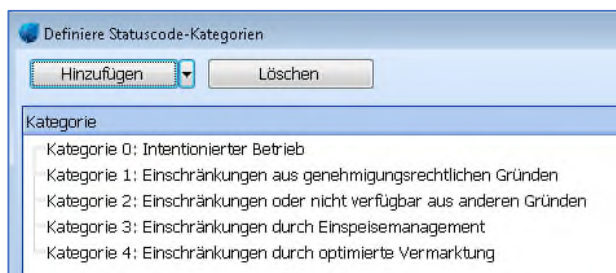 Definiere Statuscode-Kategorien
Hinzufügen Löschen
Kategorie
Kategorie 0: Intentionierter Betrieb
Kategorie 1: Einschränkungen aus genehmigungsrechtlichen Gründen
Kategorie 2: Einschränkungen oder nicht verfügbar aus anderen Gründen
Kategorie 3: Einschränkungen durch Einspeisemanagement
Kategorie 4: Einschränkungen durch optimierte Vermarktung